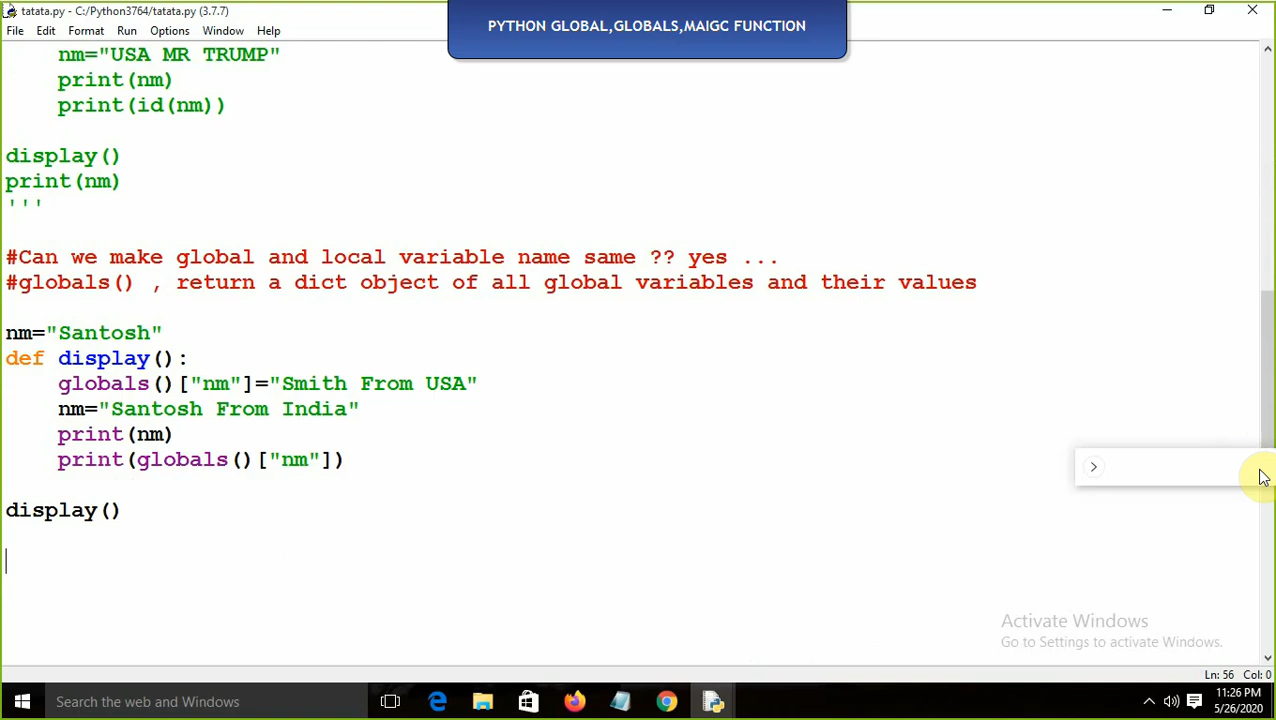 tatata.py - C:/Python3764/tatata.py (3.7.7)
PYTHON GLOBAL,GLOBALS,MAIGC FUNCTION
File Edit Format Run Options Window Help
    nm="USA MR TRUMP"
    print(nm)
    print(id(nm))
display()
print(nm)
'''
#Can we make global and local variable name same ?? yes ...
#globals() , return a dict object of all global variables and their values
nm="Santosh"
def display():
    globals()["nm"]="Smith From USA"
    nm="Santosh From India"
    print(nm)
    print(globals()["nm"])
display()
Activate Windows
Go to Settings to activate Windows.
Ln: 56 Col: 0
Search the web and Windows
11:26 PM
5/26/2020